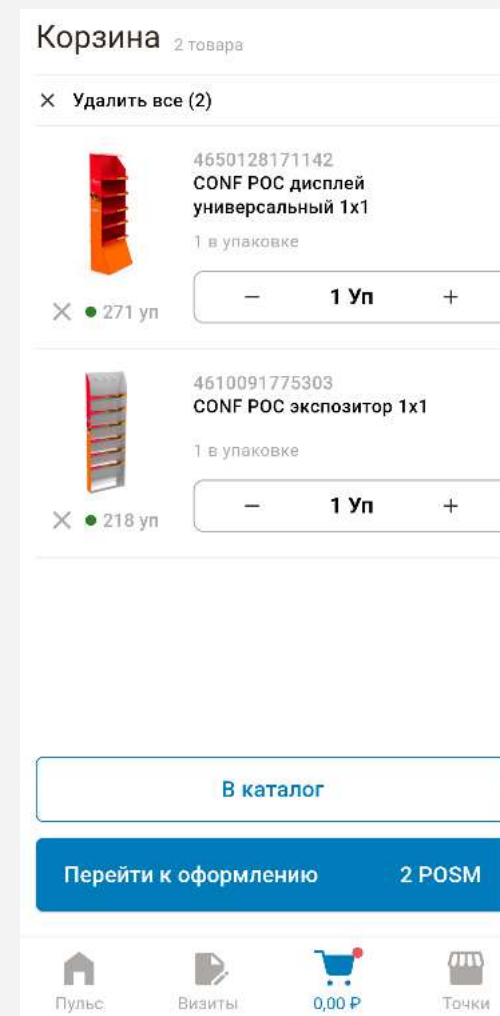 Корзина 2 товара
Удалить все (2)
4650128171142
CONF POC дисплей
универсальный 1x1
1 в упаковке
271 уп
1 Уп
4610091775303
CONF POC экспозитор 1x1
1 в упаковке
218 уп
1 Уп
В каталог
Перейти к оформлению 2 POSM
Пульс Визиты 0,00 ₽ Точки